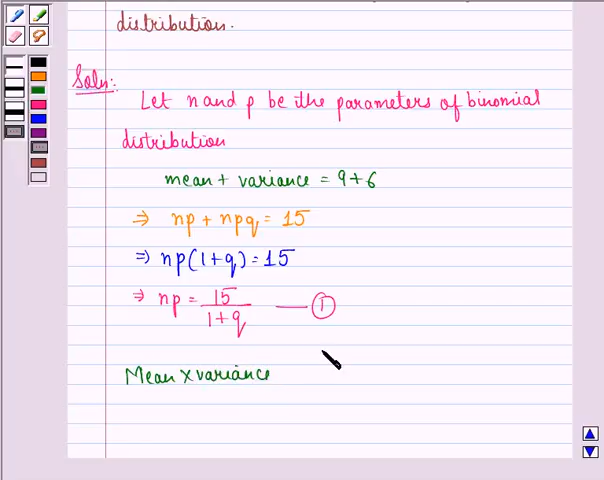 distribution.
Soln:
Let n and p be the parameters of binomial
distribution
mean + variance = 9+6
⇒ np + npq = 15
⇒ np(1+q) = 15
⇒ np = 15/(1+q) — ①
Mean × variance